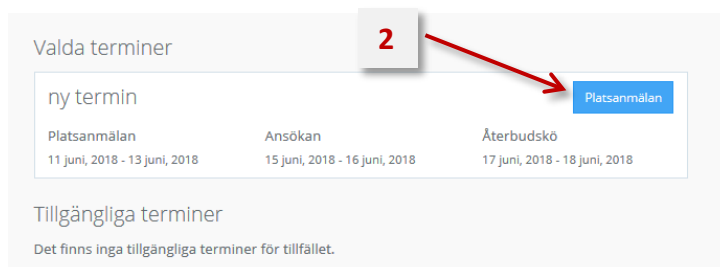 Valda terminer
2
ny termin
Platsanmälan
Platsanmälan Ansökan Återbudskö
11 juni, 2018 - 13 juni, 2018 15 juni, 2018 - 16 juni, 2018 17 juni, 2018 - 18 juni, 2018
Tillgängliga terminer
Det finns inga tillgängliga terminer för tillfället.